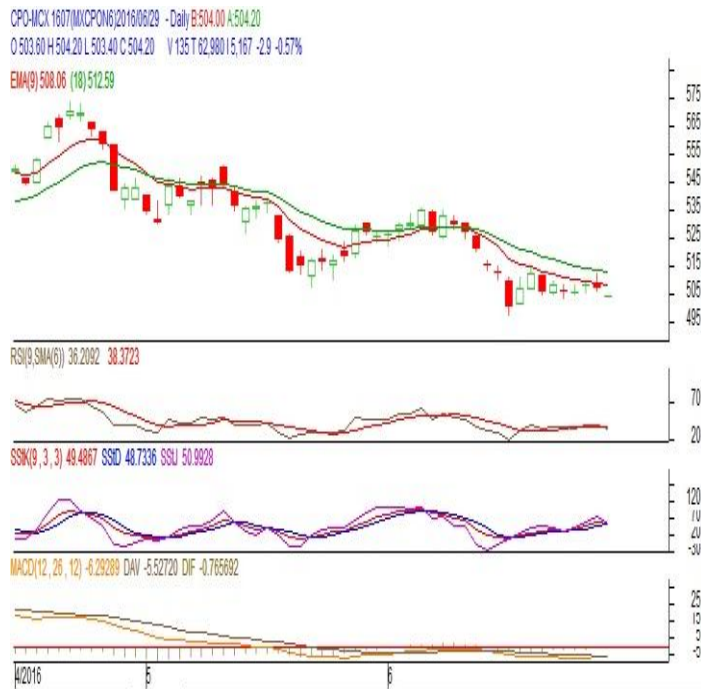 CPO-MCX 1607(MXCPON6)2016/06/29 - Daily B:504.00 A:504.20
O 503.60 H 504.20 L 503.40 C 504.20 V 135 T 62,980 I 5,167 -2.9 -0.57%
EMA(9) 508.06 (18) 512.59
575
565
555
545
535
525
515
505
495
RSI(9,SMA(6)) 36.2092 38.3723
70
20
SStK(9, 3, 3) 49.4867 SStD 48.7336 SStJ 50.9928
120
70
20
-30
MACD(12, 26, 12) -6.29289 DAV -5.52720 DIF -0.765692
25
15
5
-5
4/2016 5 6